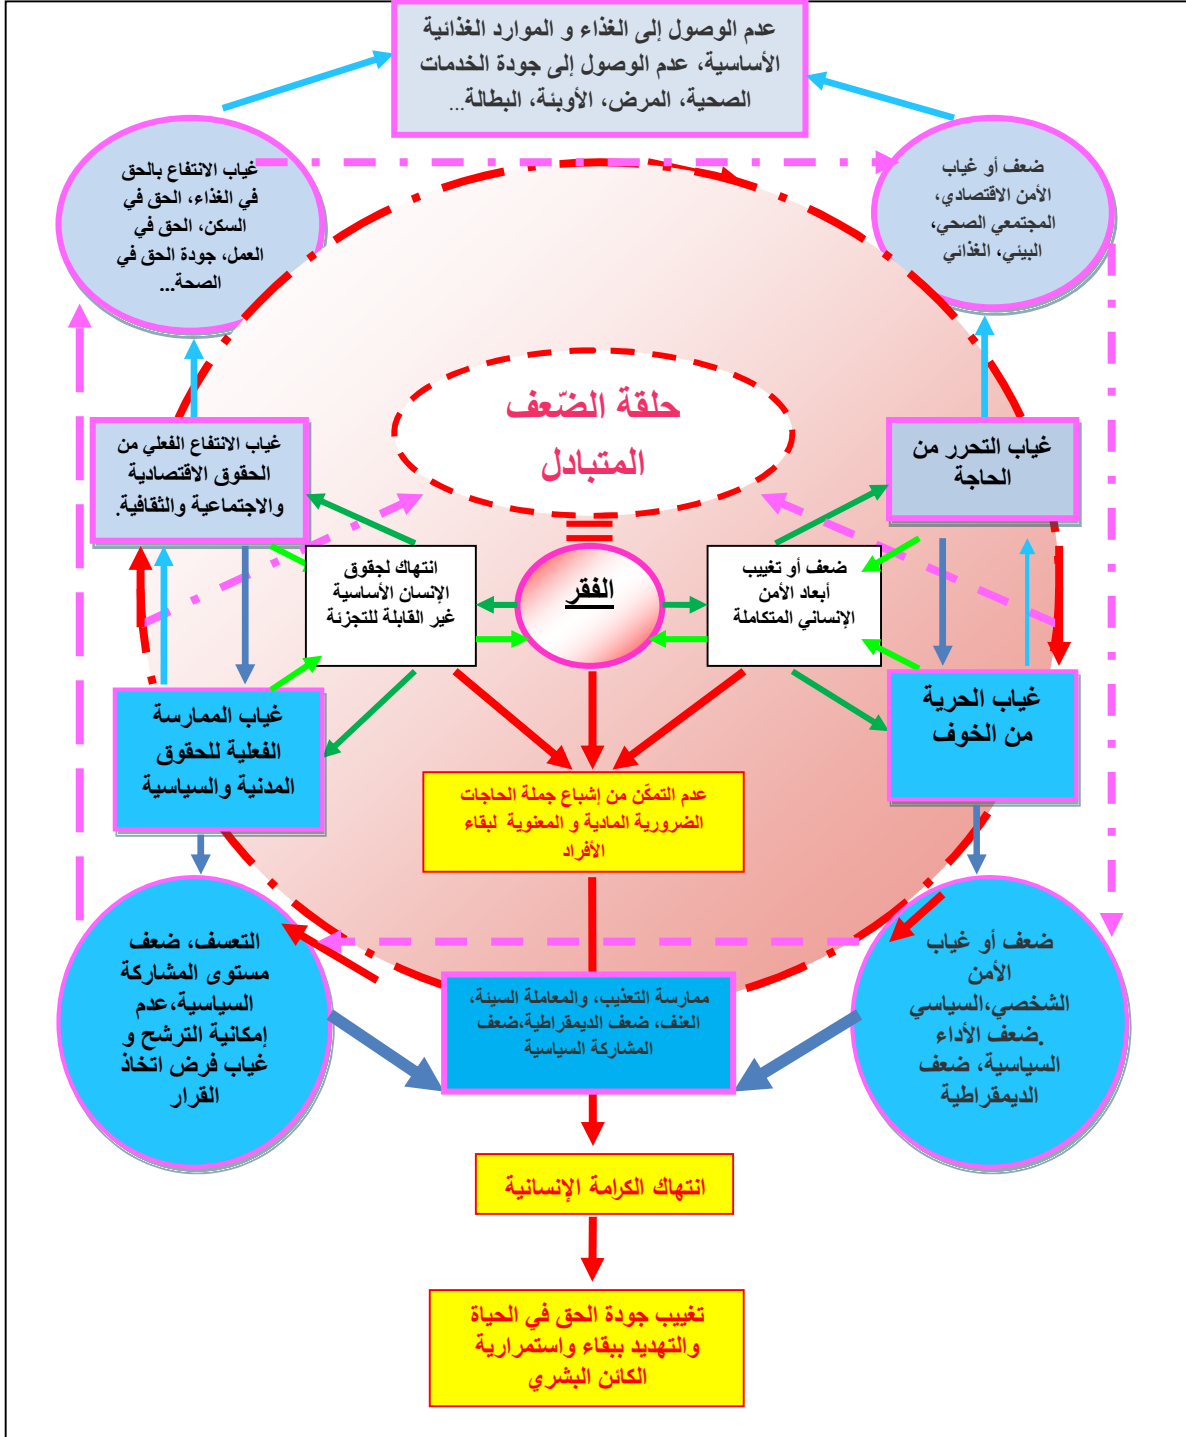 عدم الوصول إلى الغذاء و الموارد الغذائية
الأساسية، عدم الوصول إلى جودة الخدمات
الصحية، المرض، الأوبئة، البطالة...
ضعف أو غياب
الأمن الاقتصادي،
المجتمعي الصحي،
البيئي، الغذائي
غياب الانتفاع بالحق
في الغذاء، الحق في
السكن، الحق في
العمل، جودة الحق في
الصحة...
حلقة الضّعف
المتبادل
غياب التحرر من
الحاجة
غياب الانتفاع الفعلي من
الحقوق الاقتصادية
والاجتماعية والثقافية.
ضعف أو تغييب
أبعاد الأمن
الإنساني المتكاملة
الفقر
انتهاك لجقوق
الإنسان الأساسية
غير القابلة للتجزئة
غياب الحرية
من الخوف
غياب الممارسة
الفعلية للحقوق
المدنية والسياسية
عدم التمكّن من إشباع جملة الحاجات
الضرورية المادية و المعنوية لبقاء
الأفراد
ضعف أو غياب
الأمن
الشخصي،السياسي
.ضعف الأداء
السياسية، ضعف
الديمقراطية
التعسف، ضعف
مستوى المشاركة
السياسية،عدم
إمكانية الترشح و
غياب فرض اتخاذ
القرار
ممارسة التعذيب، والمعاملة السيئة،
العنف، ضعف الديمقراطية،ضعف
المشاركة السياسية
انتهاك الكرامة الإنسانية
تغييب جودة الحق في الحياة
والتهديد ببقاء واستمرارية
الكائن البشري